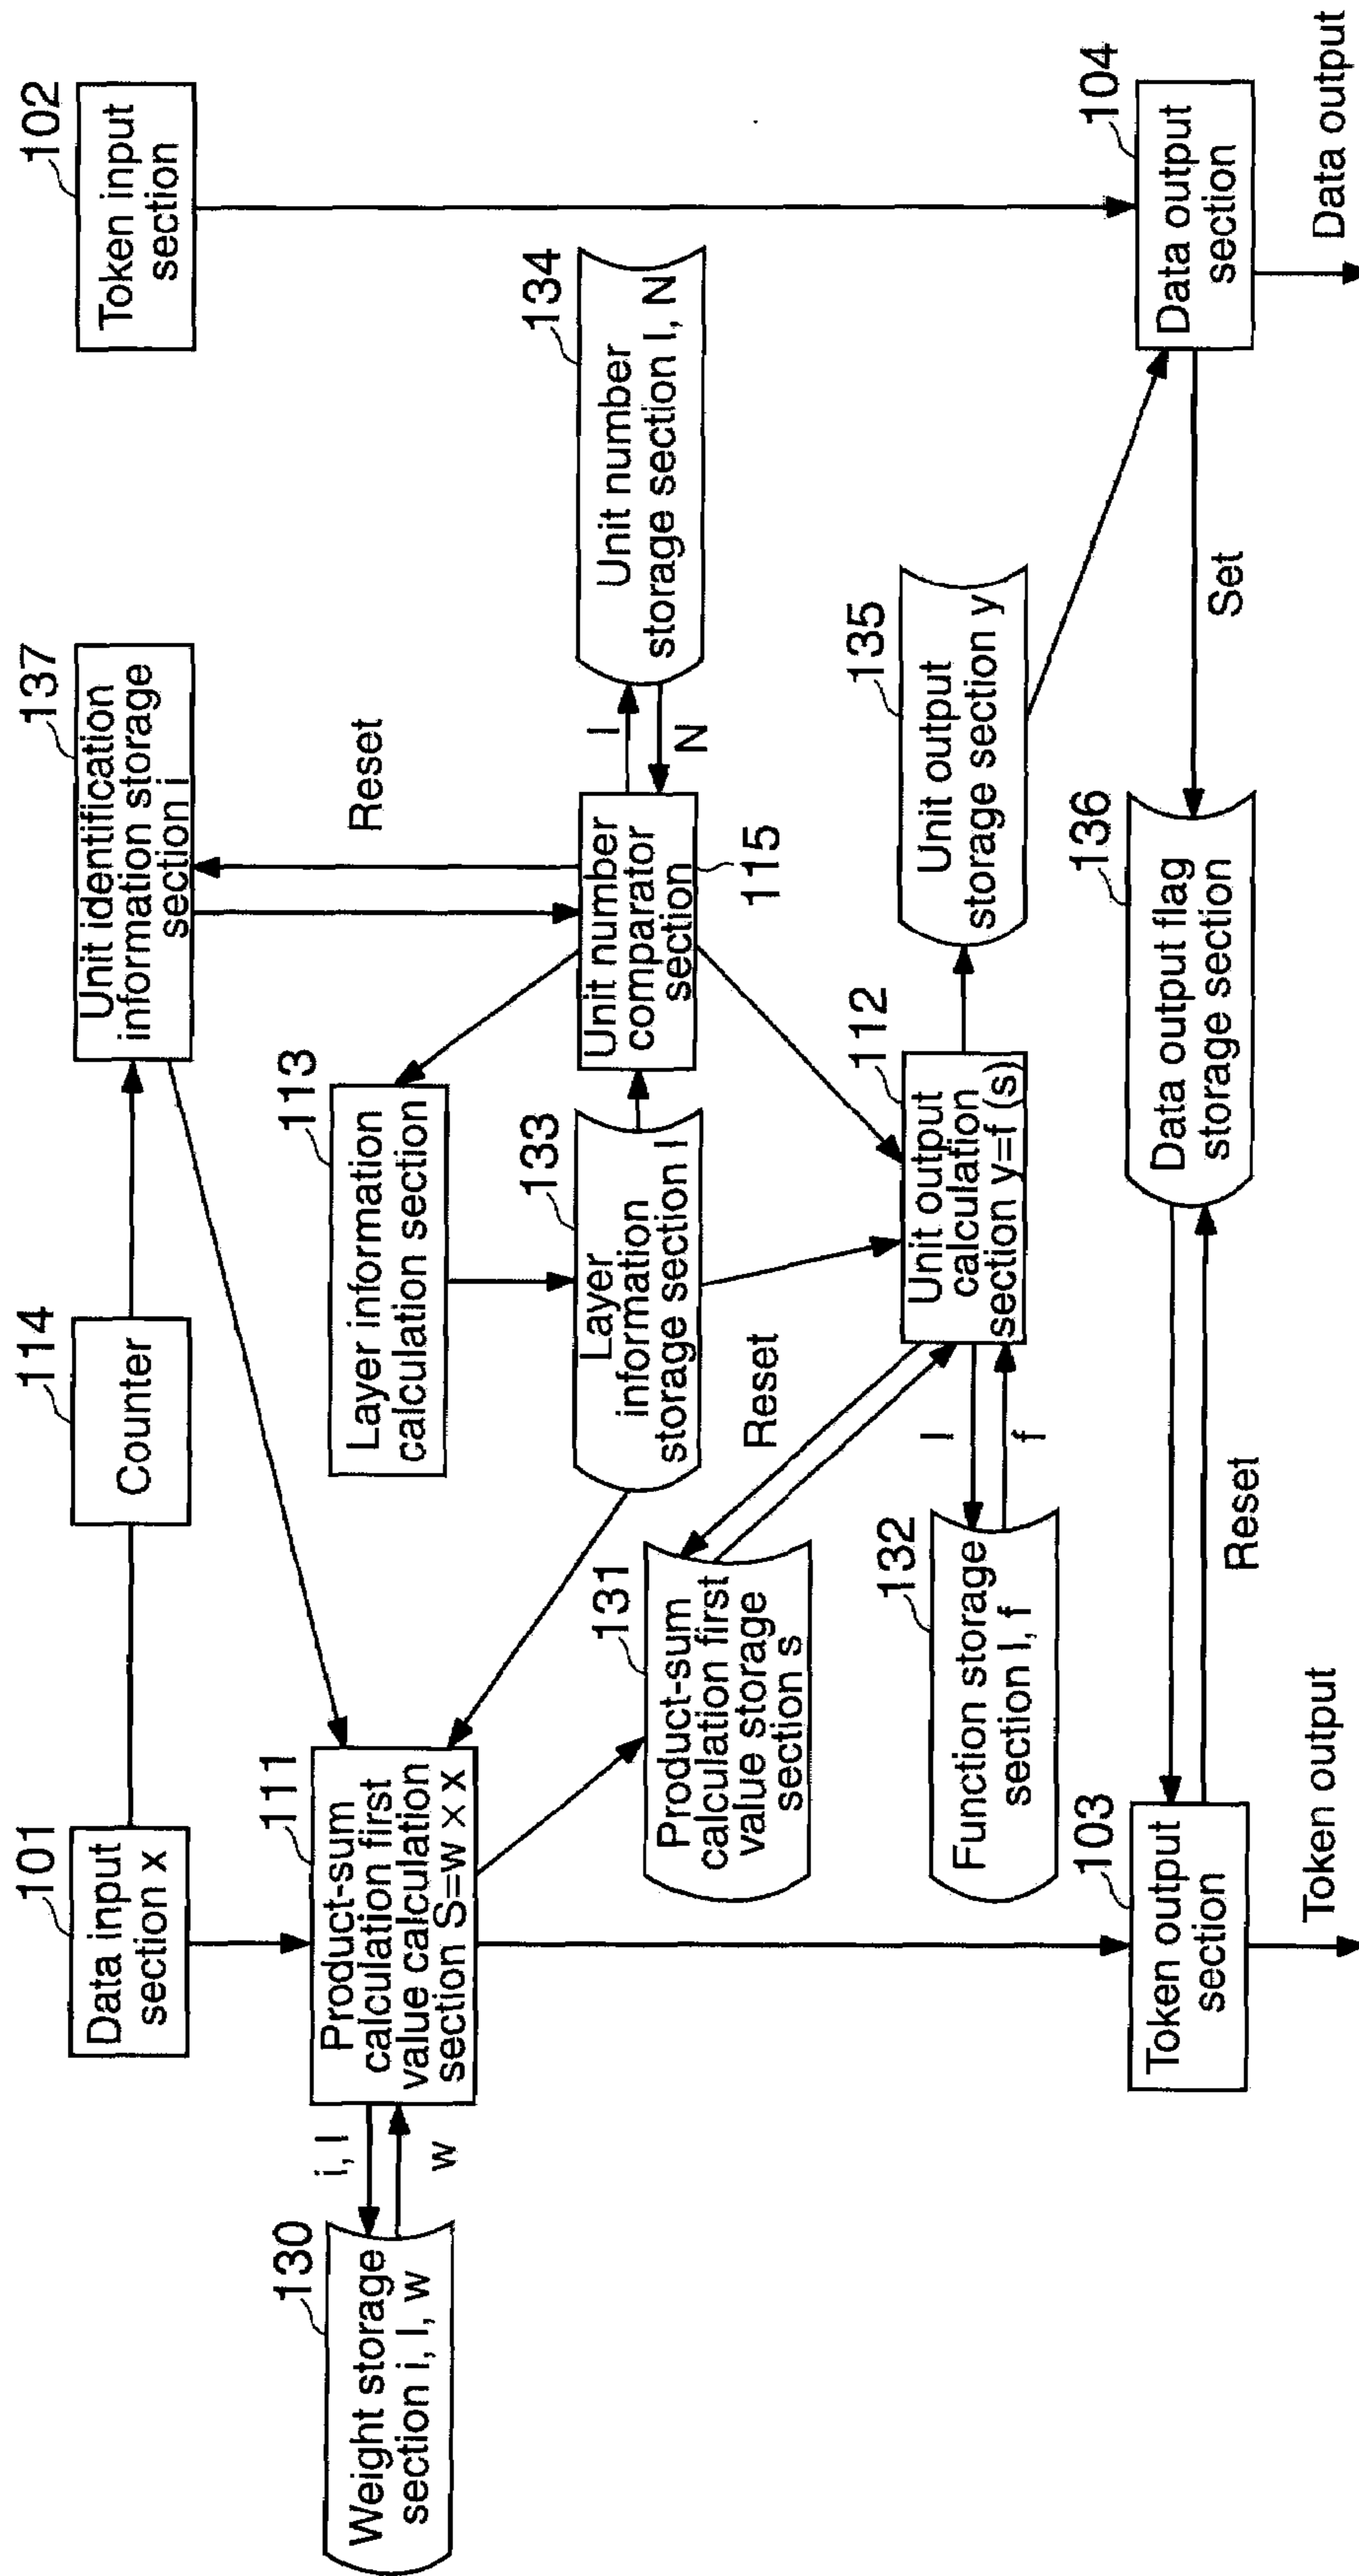 101
Data input
section x
114
Counter
137
Unit identification
information storage
section i
102
Token input
section
130
Weight storage
section i, l, w
i, l
w
111
Product-sum
calculation first
value calculation
section S=w × x
113
Layer information
calculation section
Reset
133
Layer
information
storage section l
Unit number
comparator
section
115
l
N
134
Unit number
storage section l, N
131
Product-sum
calculation first
value storage
section s
Reset
132
Function storage
section l, f
l
f
112
Unit output
calculation
section y=f (s)
135
Unit output
storage section y
103
Token output
section
Token output
Reset
136
Data output flag
storage section
Set
104
Data output
section
Data output